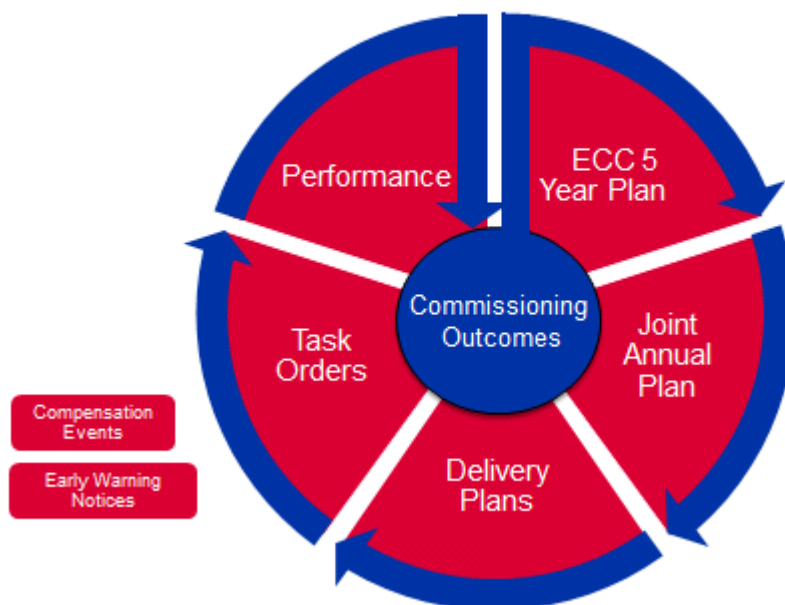 Performance
ECC 5
Year Plan
Commissioning
Outcomes
Joint
Annual
Plan
Task
Orders
Delivery
Plans
Compensation
Events
Early Warning
Notices